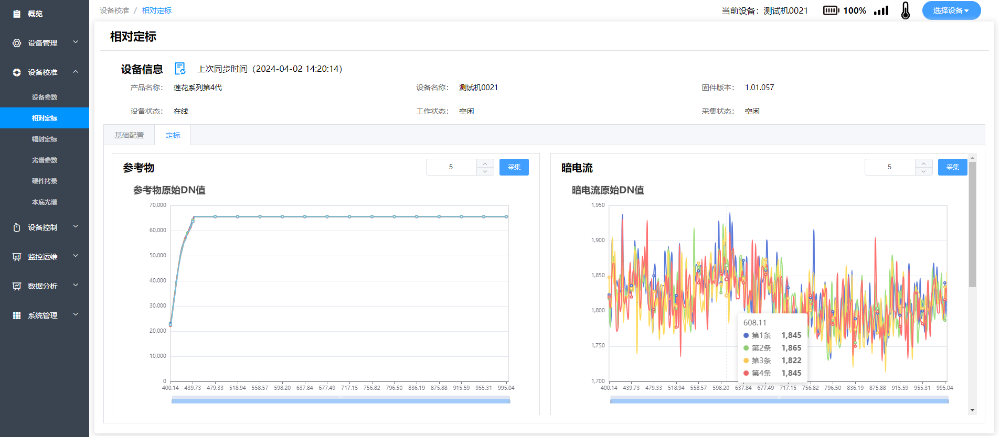 概览
设备管理
设备校准
设备参数
相对定标
辐射定标
光谱参数
硬件拷录
本底光谱
设备控制
监控运维
数据分析
系统管理
设备校准 / 相对定标
当前设备：测试机0021 100% 选择设备
相对定标
设备信息 上次同步时间（2024-04-02 14:20:14）
产品名称： 莲花系列第4代 设备名称： 测试机0021 固件版本： 1.01.057
设备状态： 在线 工作状态： 空闲 采集状态： 空闲
基础配置 定标
参考物 5 采集
参考物原始DN值
70,000
60,000
50,000
40,000
30,000
20,000
10,000
0
400.14 439.73 479.33 518.94 558.57 598.20 637.84 677.49 717.15 756.82 796.50 836.19 875.88 915.59 955.31 995.04
暗电流 5 采集
暗电流原始DN值
1,950
1,900
1,850
1,800
1,750
1,700
608.11
第1条 1,845
第2条 1,865
第3条 1,822
第4条 1,845
400.14 439.73 479.33 518.94 558.57 598.20 637.84 677.49 717.15 756.82 796.50 836.19 875.88 915.59 955.31 995.04